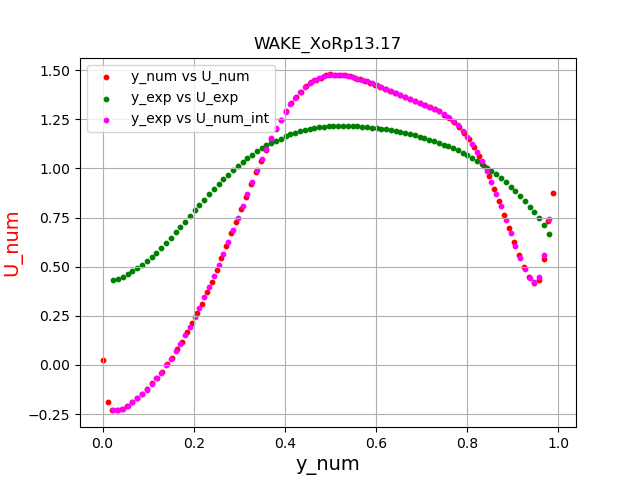 WAKE_XoRp13.17
y_num vs U_num
y_exp vs U_exp
y_exp vs U_num_int
1.50
1.25
1.00
0.75
0.50
0.25
0.00
−0.25
U_num
0.0 0.2 0.4 0.6 0.8 1.0
y_num